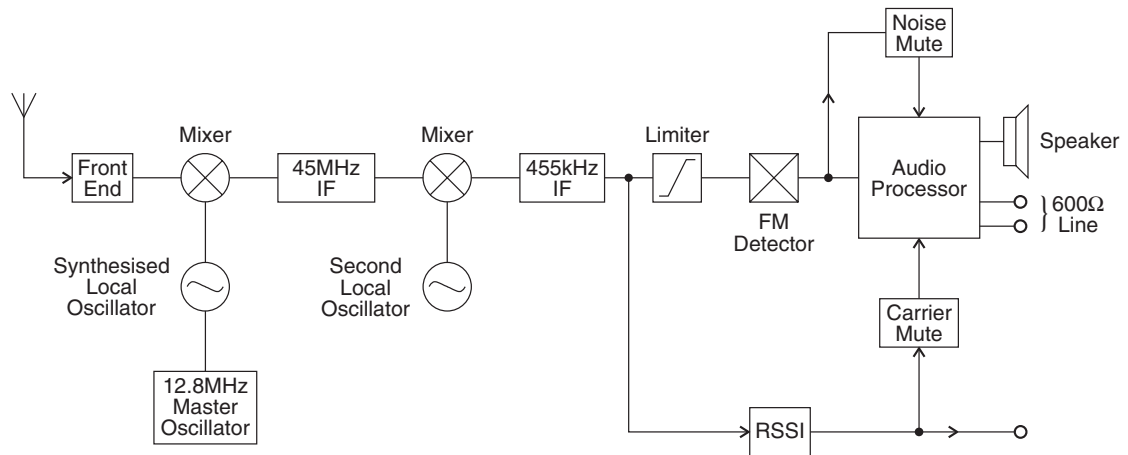 Noise
Mute
Mixer
Mixer
Limiter
Front
End
45MHz
IF
455kHz
IF
FM
Detector
Audio
Processor
Speaker
600Ω
Line
Synthesised
Local
Oscillator
Second
Local
Oscillator
Carrier
Mute
12.8MHz
Master
Oscillator
RSSI